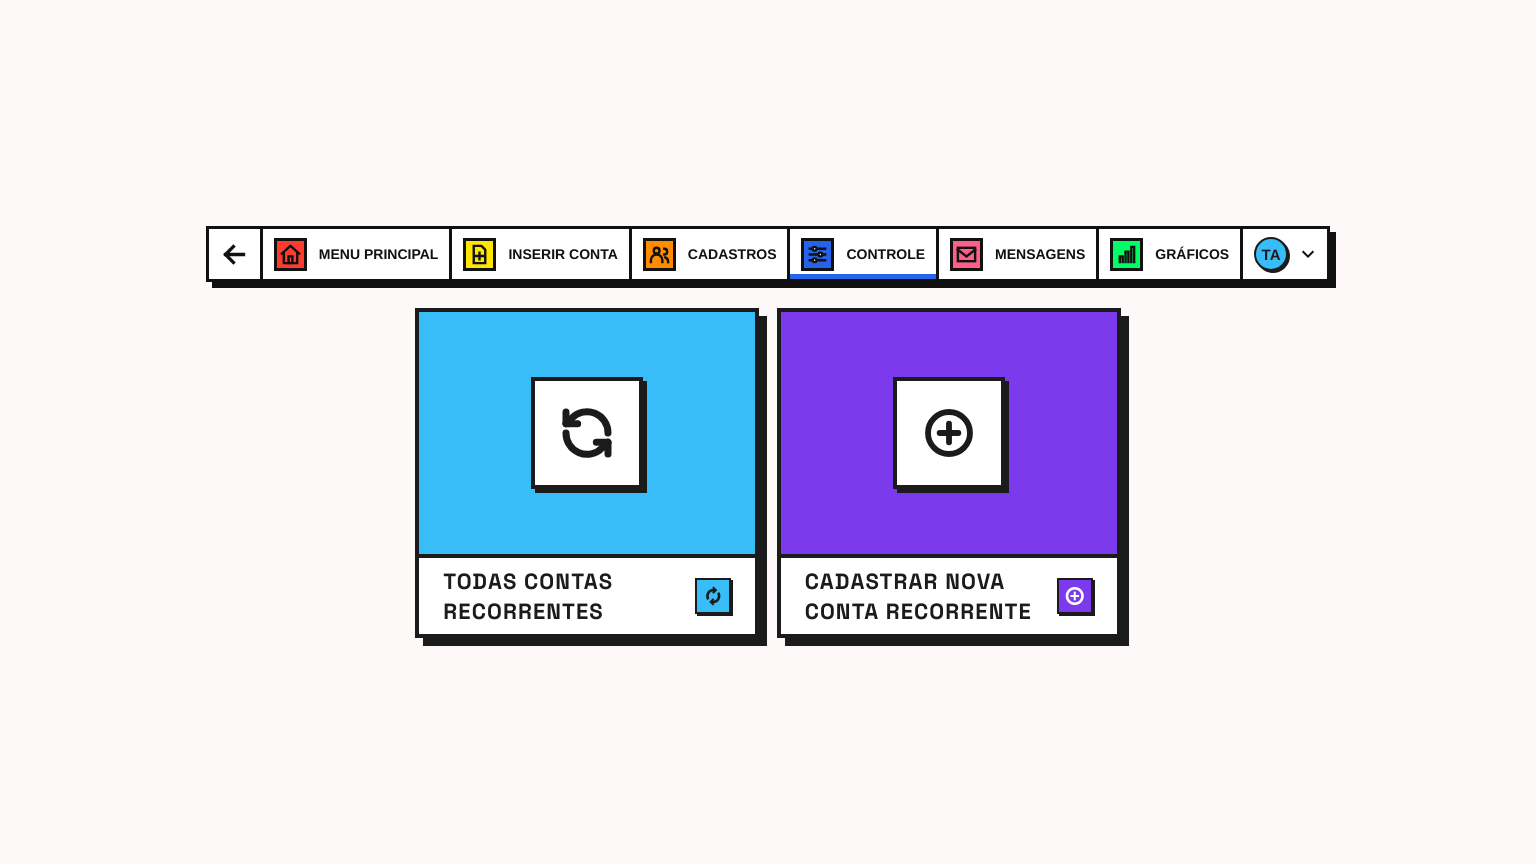 MENU PRINCIPAL
INSERIR CONTA
CADASTROS
CONTROLE
MENSAGENS
GRÁFICOS
TA
TODAS CONTAS
RECORRENTES
CADASTRAR NOVA
CONTA RECORRENTE